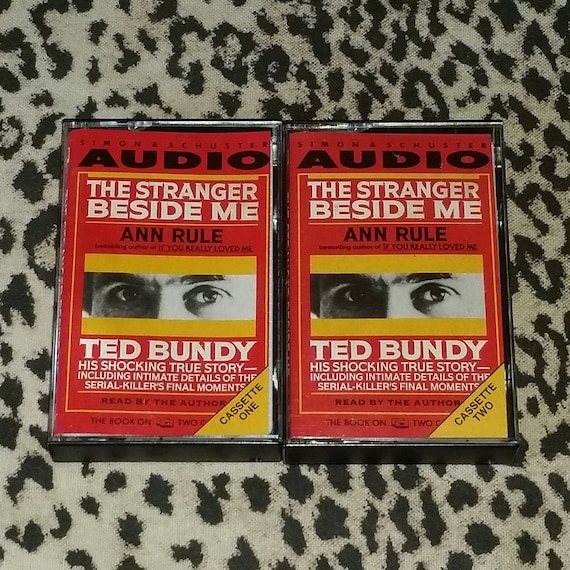 SIMON & SCHUSTER
AUDIO
THE STRANGER
BESIDE ME
ANN RULE
bestselling author of IF YOU REALLY LOVED ME
TED BUNDY
HIS SHOCKING TRUE STORY—
INCLUDING INTIMATE DETAILS OF THE
SERIAL-KILLER'S FINAL MOMENTS
READ BY THE AUTHOR
THE BOOK ON TWO
CASSETTE
ONE
SIMON & SCHUSTER
AUDIO
THE STRANGER
BESIDE ME
ANN RULE
bestselling author of IF YOU REALLY LOVED ME
TED BUNDY
HIS SHOCKING TRUE STORY—
INCLUDING INTIMATE DETAILS OF THE
SERIAL-KILLER'S FINAL MOMENTS
READ BY THE AUTHOR
THE BOOK ON TWO
CASSETTE
TWO